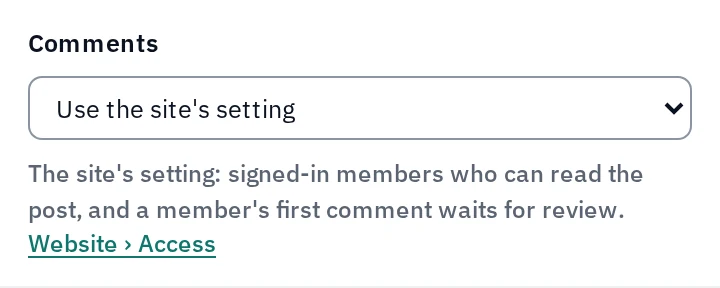 Comments
Use the site's setting
The site's setting: signed-in members who can read the
post, and a member's first comment waits for review.
Website › Access